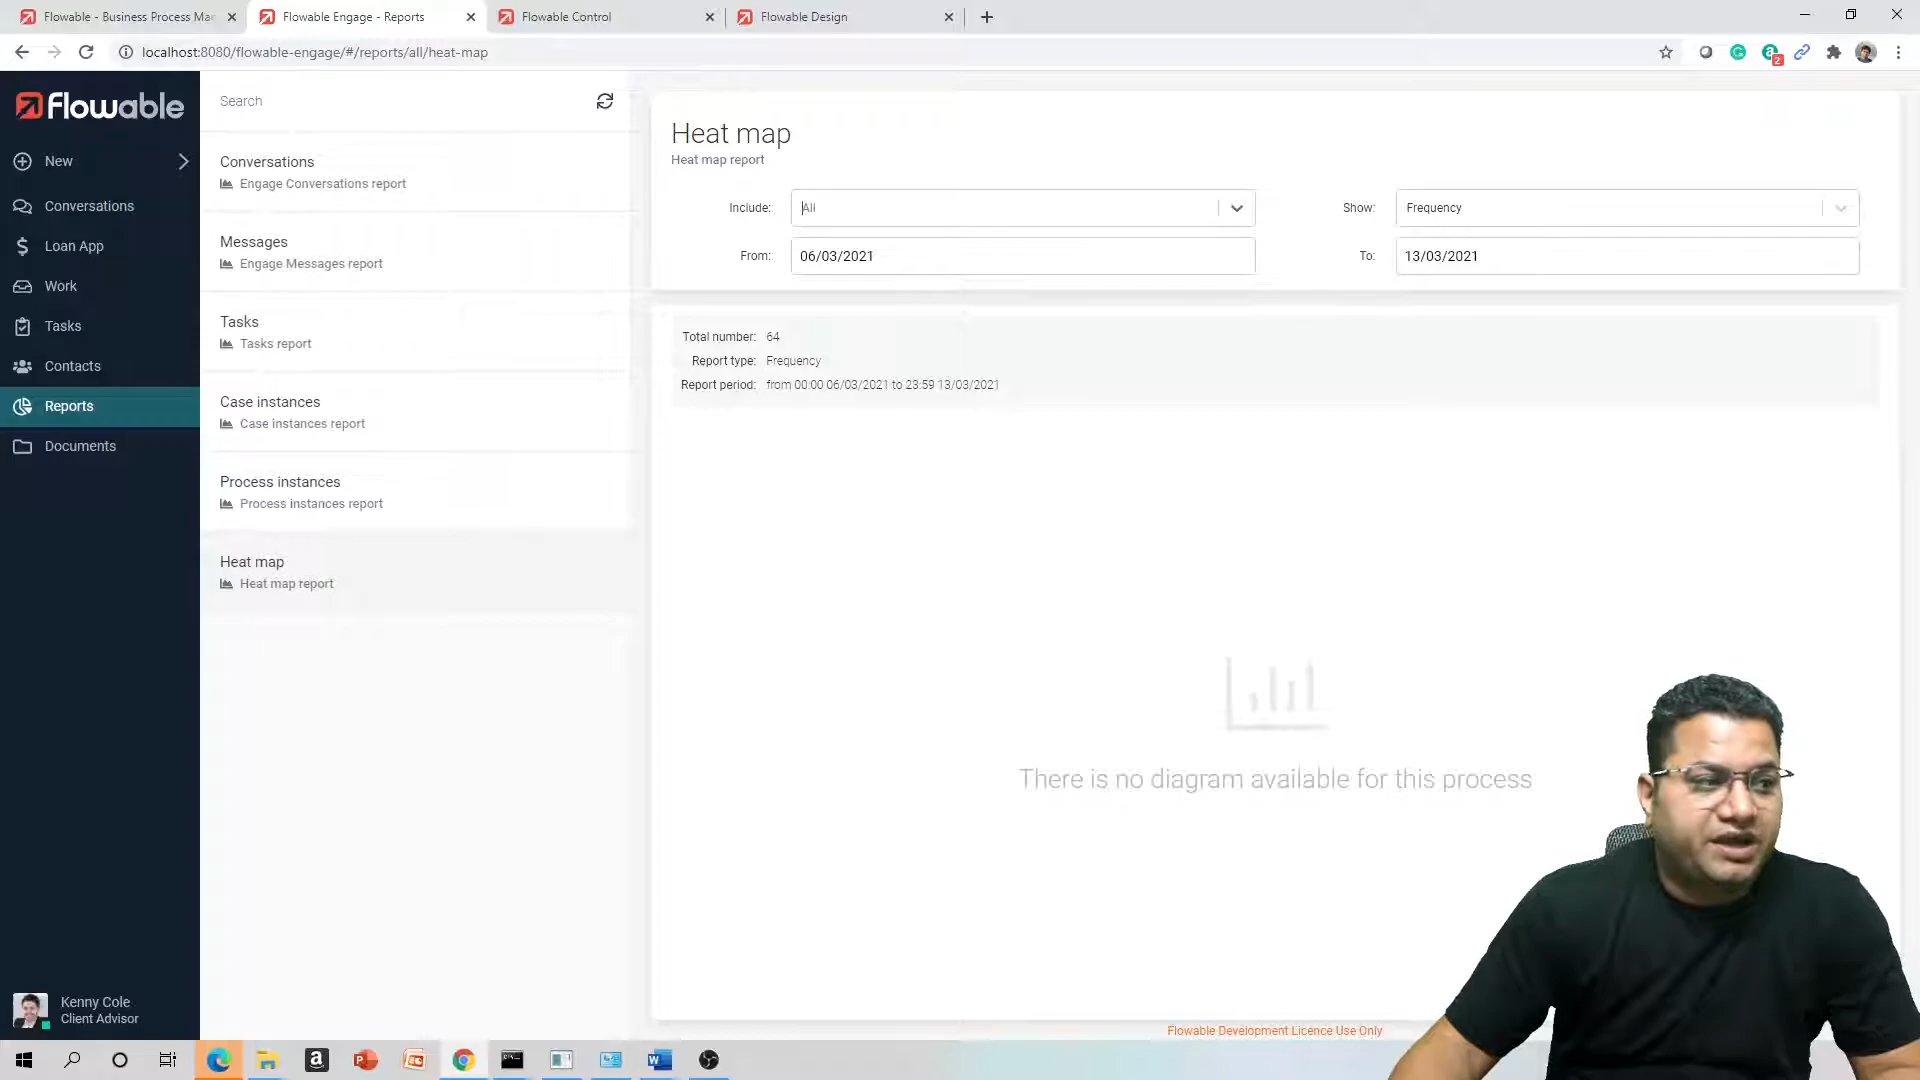 Flowable - Business Process Mar
Flowable Engage - Reports
Flowable Control
Flowable Design
localhost:8080/flowable-engage/#/reports/all/heat-map
2
Flowable
New
Conversations
Loan App
Work
Tasks
Contacts
Reports
Documents
Kenny Cole
Client Advisor
Search
Conversations
Engage Conversations report
Messages
Engage Messages report
Tasks
Tasks report
Case instances
Case instances report
Process instances
Process instances report
Heat map
Heat map report
Heat map
Heat map report
Include: All
Show: Frequency
From: 06/03/2021
To: 13/03/2021
Total number: 64
Report type: Frequency
Report period: from 00:00 06/03/2021 to 23:59 13/03/2021
There is no diagram available for this process
Flowable Development Licence Use Only